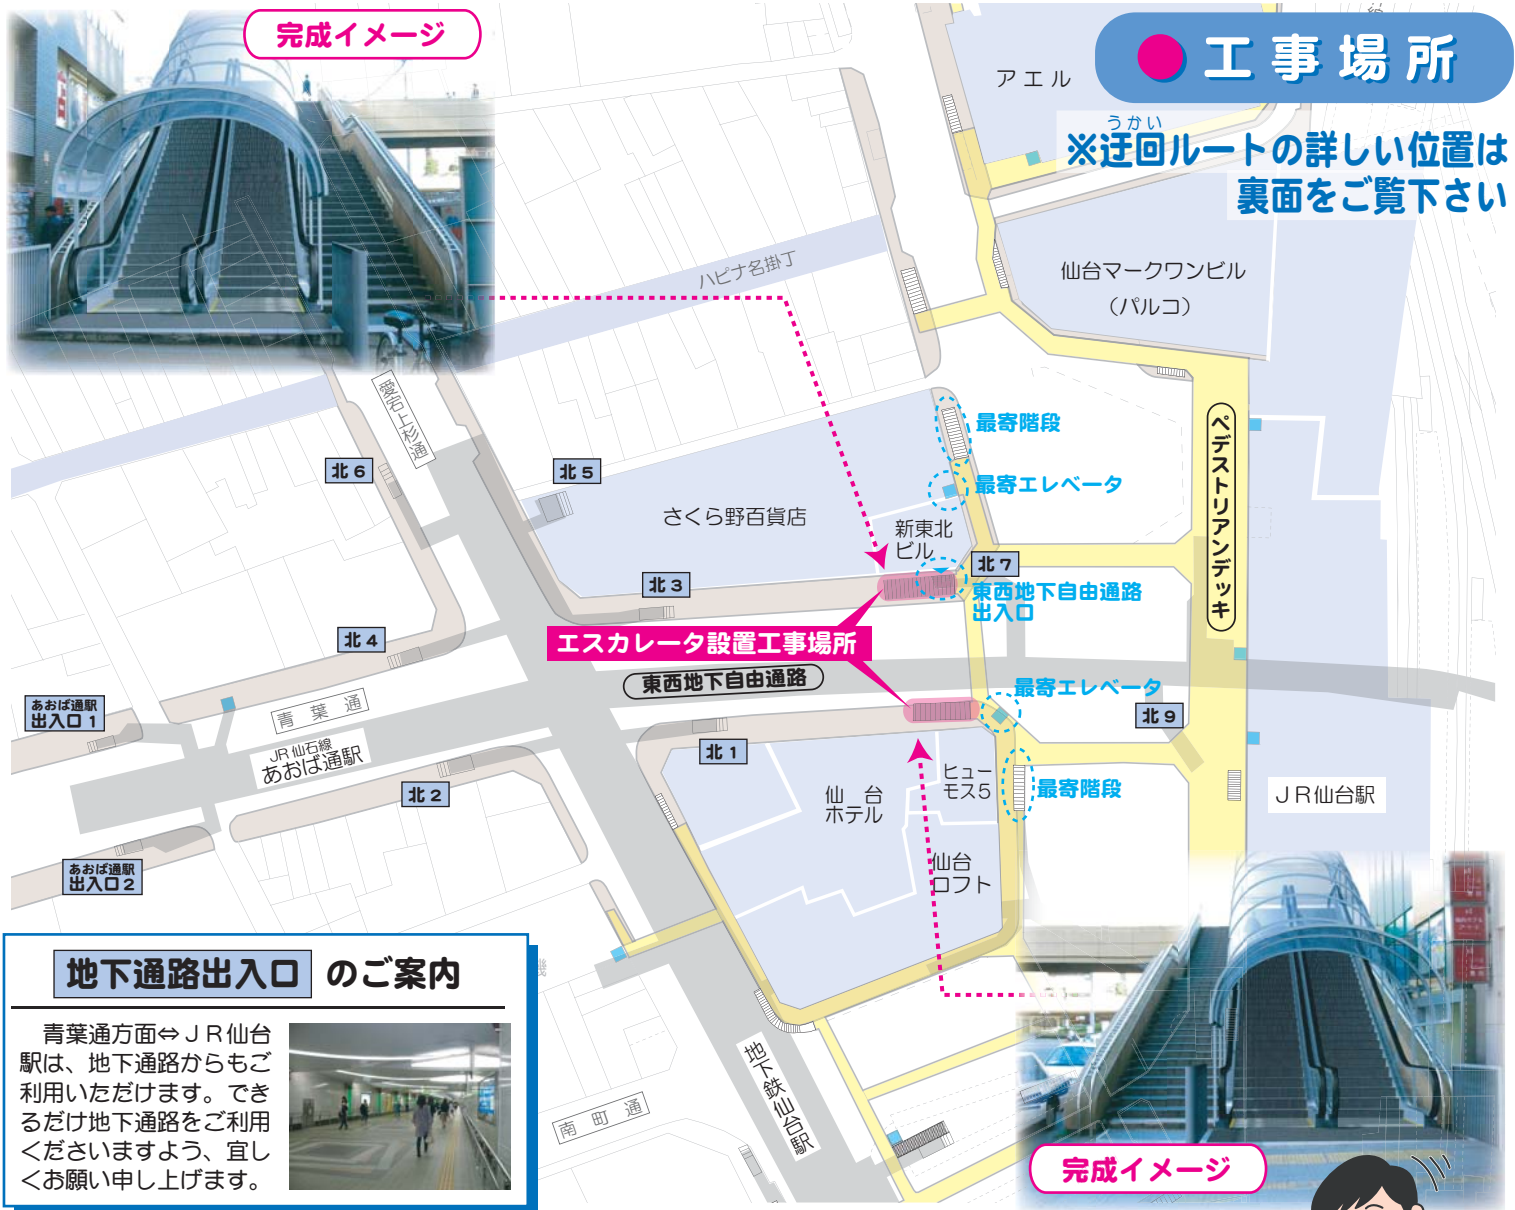 完成イメージ
工事場所
うかい
※迂回ルートの詳しい位置は
裏面をご覧下さい
アエル
仙台マークワンビル
（パルコ）
ハピナ名掛丁
愛宕上杉通
ペデストリアンデッキ
最寄階段
最寄エレベータ
北6
北5
さくら野百貨店
新東北
ビル
北7
東西地下自由通路
出入口
北3
北4
エスカレータ設置工事場所
東西地下自由通路
最寄エレベータ
北9
あおば通駅
出入口1
青葉通
JR仙石線
あおば通駅
北1
北2
仙台
ホテル
ヒュー
モス5
最寄階段
JR仙台駅
仙台
ロフト
あおば通駅
出入口2
地下通路出入口 のご案内
青葉通方面⇔JR仙台
駅は、地下通路からもご
利用いただけます。でき
るだけ地下通路をご利用
くださいますよう、宜し
くお願い申し上げます。
南町通
地下鉄仙台駅
完成イメージ